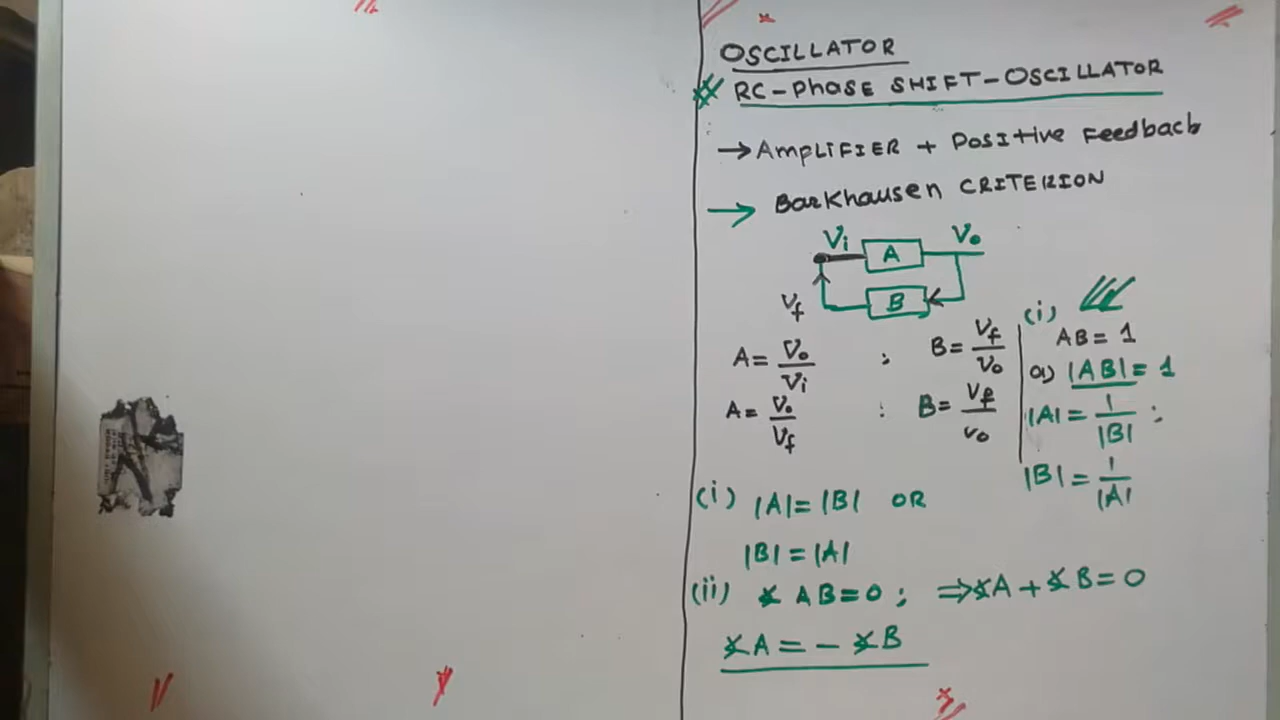 OSCILLATOR
RC-PhaSE SHIFT-OSCILLATOR
→ AmpLIFIER + PosItive Feedback
→ Barkhausen CRITERION
Vi A Vo
Vf B
A = Vo/Vi ; B = Vf/Vo
A = Vo/Vf : B = Vf/Vo
(i)
AB = 1
a) |AB| = 1
|A| = 1/|B| ;
|B| = 1/|A|
(i) |A| = |B| OR
|B| = |A|
(ii) ∡ AB = 0 ; ⇒ ∡A + ∡B = 0
∡A = - ∡B